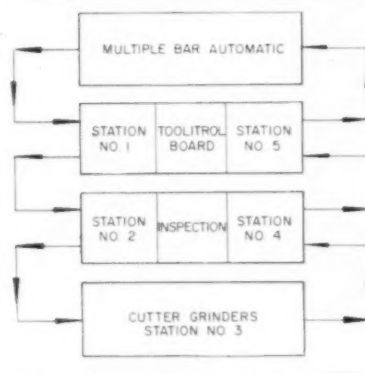 MULTIPLE BAR AUTOMATIC
STATION NO. 1
TOOLITROL BOARD
STATION NO. 5
STATION NO. 2
INSPECTION
STATION NO. 4
CUTTER GRINDERS
STATION NO 3